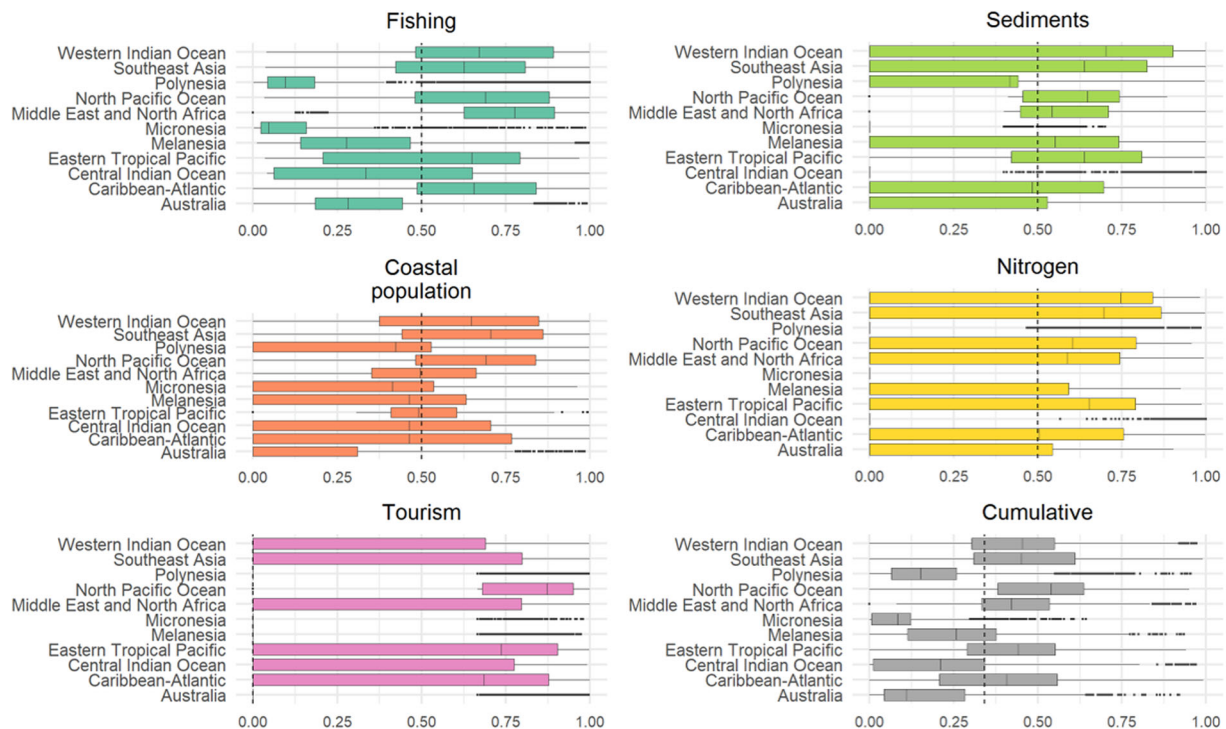 Fishing
Western Indian Ocean
Southeast Asia
Polynesia
North Pacific Ocean
Middle East and North Africa
Micronesia
Melanesia
Eastern Tropical Pacific
Central Indian Ocean
Caribbean-Atlantic
Australia
0.00 0.25 0.50 0.75 1.00
Sediments
Western Indian Ocean
Southeast Asia
Polynesia
North Pacific Ocean
Middle East and North Africa
Micronesia
Melanesia
Eastern Tropical Pacific
Central Indian Ocean
Caribbean-Atlantic
Australia
0.00 0.25 0.50 0.75 1.00
Coastal
population
Western Indian Ocean
Southeast Asia
Polynesia
North Pacific Ocean
Middle East and North Africa
Micronesia
Melanesia
Eastern Tropical Pacific
Central Indian Ocean
Caribbean-Atlantic
Australia
0.00 0.25 0.50 0.75 1.00
Nitrogen
Western Indian Ocean
Southeast Asia
Polynesia
North Pacific Ocean
Middle East and North Africa
Micronesia
Melanesia
Eastern Tropical Pacific
Central Indian Ocean
Caribbean-Atlantic
Australia
0.00 0.25 0.50 0.75 1.00
Tourism
Western Indian Ocean
Southeast Asia
Polynesia
North Pacific Ocean
Middle East and North Africa
Micronesia
Melanesia
Eastern Tropical Pacific
Central Indian Ocean
Caribbean-Atlantic
Australia
0.00 0.25 0.50 0.75 1.00
Cumulative
Western Indian Ocean
Southeast Asia
Polynesia
North Pacific Ocean
Middle East and North Africa
Micronesia
Melanesia
Eastern Tropical Pacific
Central Indian Ocean
Caribbean-Atlantic
Australia
0.00 0.25 0.50 0.75 1.00